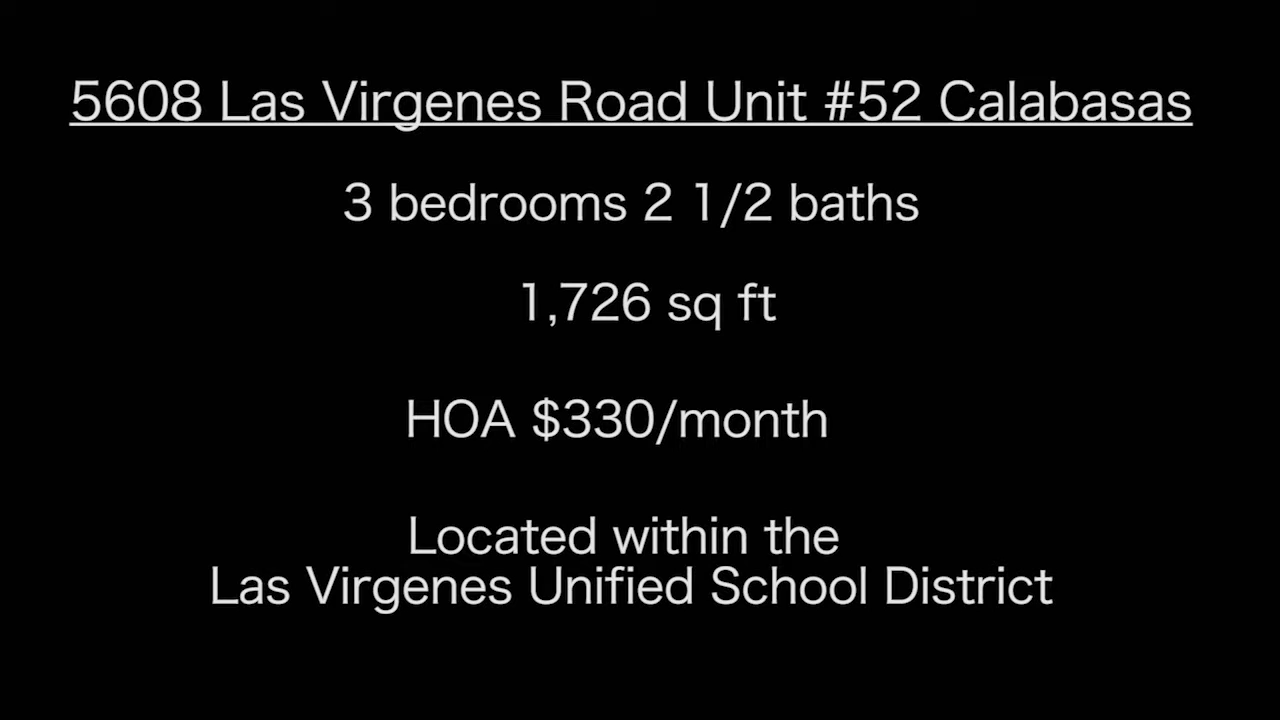 5608 Las Virgenes Road Unit #52 Calabasas
3 bedrooms 2 1/2 baths
1,726 sq ft
HOA $330/month
Located within the
Las Virgenes Unified School District